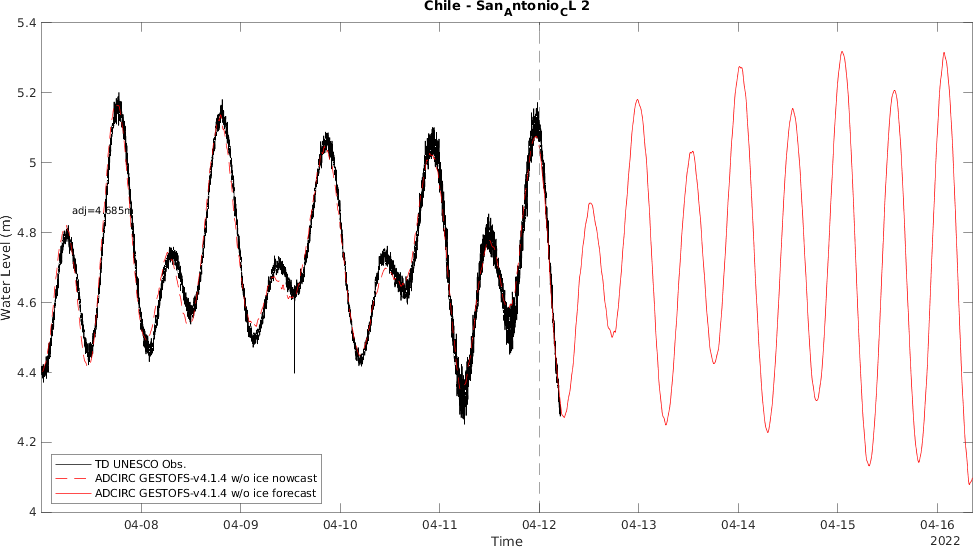 Chile - San_Antonio_CL 2
5.4
5.2
5
4.8
4.6
4.4
4.2
4
Water Level (m)
adj=4.685m
TD UNESCO Obs.
ADCIRC GESTOFS-v4.1.4 w/o ice nowcast
ADCIRC GESTOFS-v4.1.4 w/o ice forecast
04-08 04-09 04-10 04-11 04-12 04-13 04-14 04-15 04-16
Time
2022